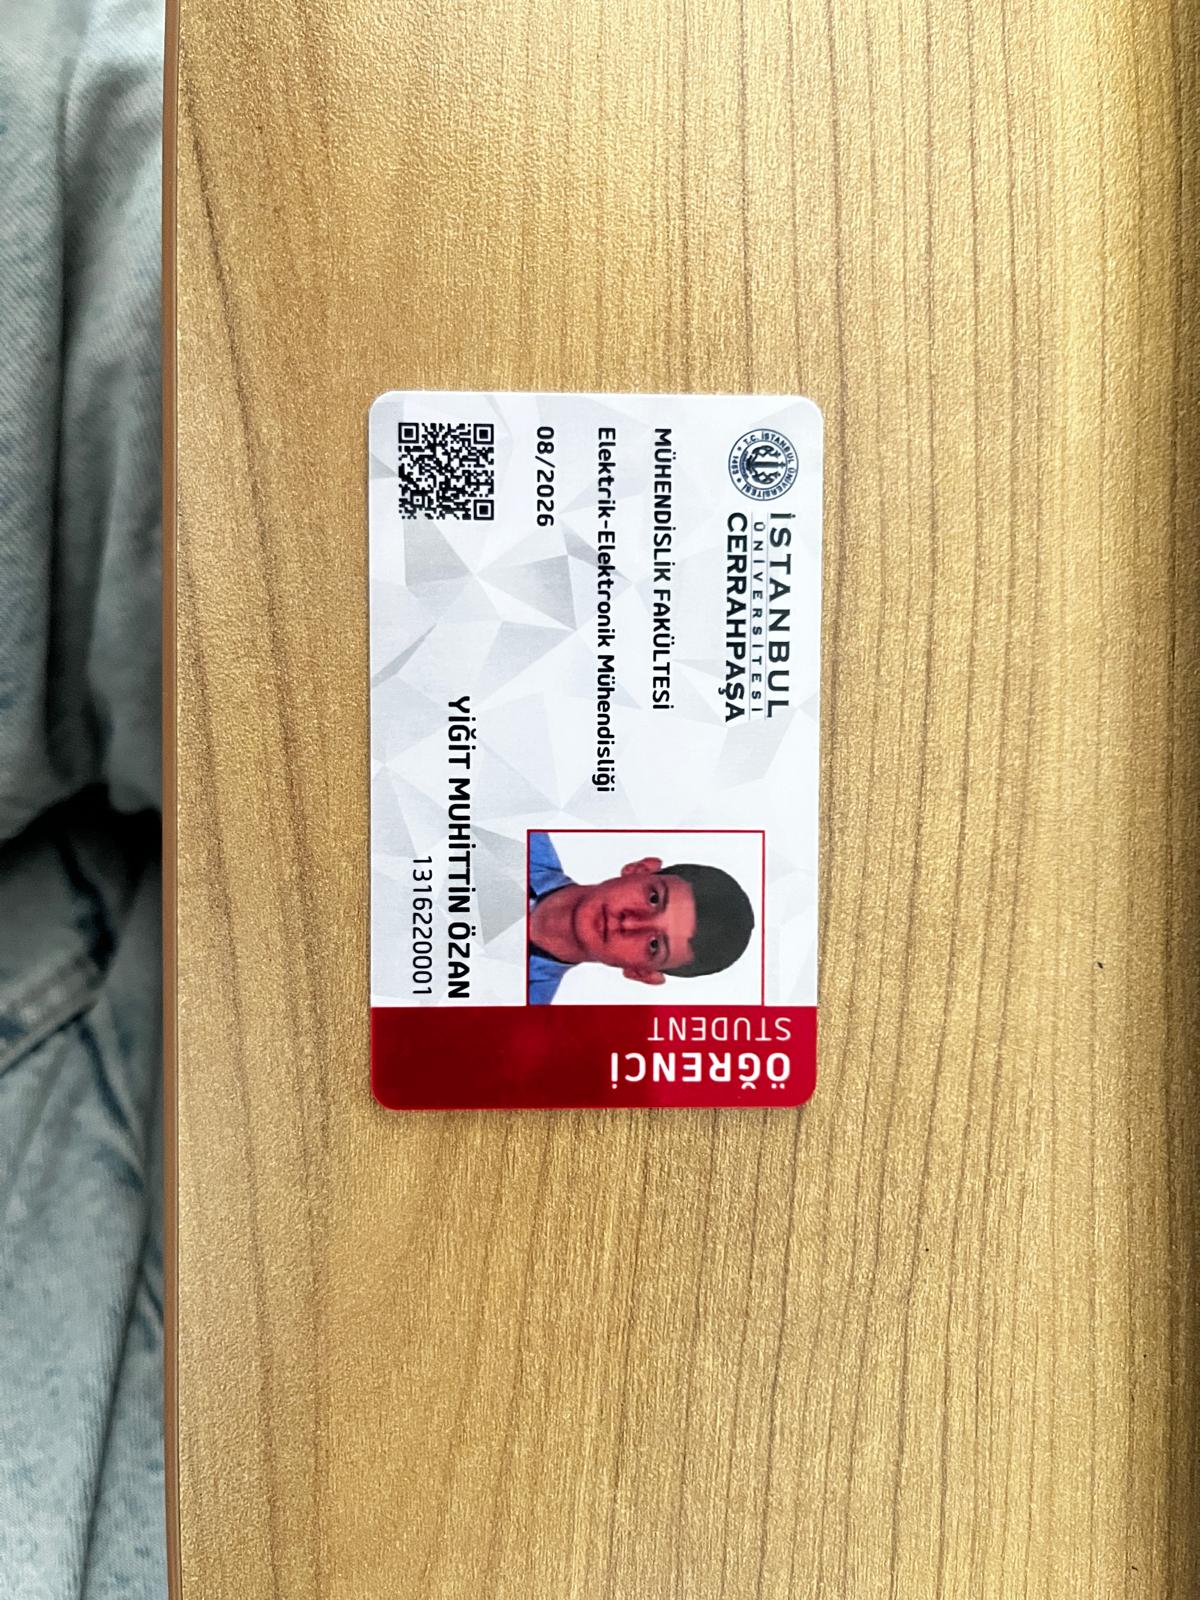 İSTANBUL
ÜNİVERSİTESİ
CERRAHPAŞA
T.C. İSTANBUL ÜNİVERSİTESİ
1453
MÜHENDİSLİK FAKÜLTESİ
Elektrik-Elektronik Mühendisliği
08/2026
YİĞİT MUHİTTİN ÖZAN
1316220001
ÖĞRENCİ
STUDENT